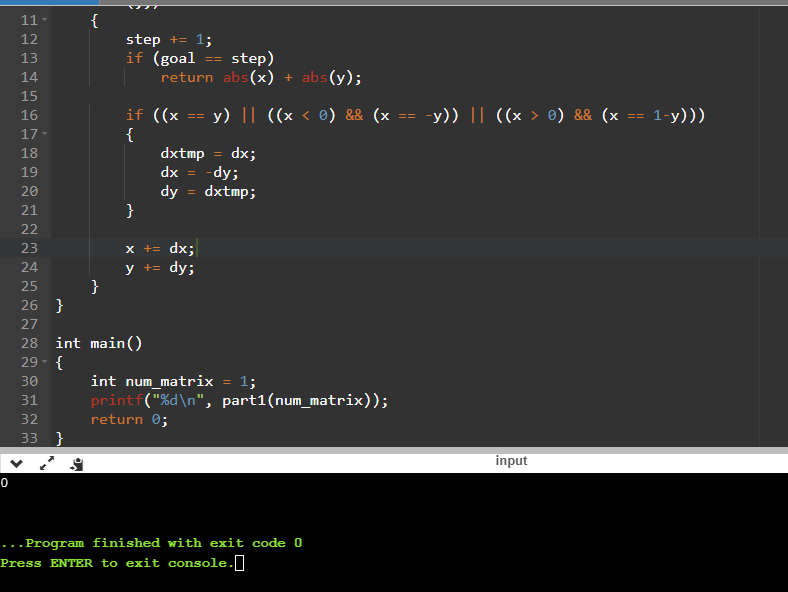 11 {
12 step += 1;
13 if (goal == step)
14 return abs(x) + abs(y);
15
16 if ((x == y) || ((x < 0) && (x == -y)) || ((x > 0) && (x == 1-y)))
17 {
18 dxtmp = dx;
19 dx = -dy;
20 dy = dxtmp;
21 }
22
23 x += dx;
24 y += dy;
25 }
26 }
27
28 int main()
29 {
30 int num_matrix = 1;
31 printf("%d\n", part1(num_matrix));
32 return 0;
33 }
input
0
...Program finished with exit code 0
Press ENTER to exit console.